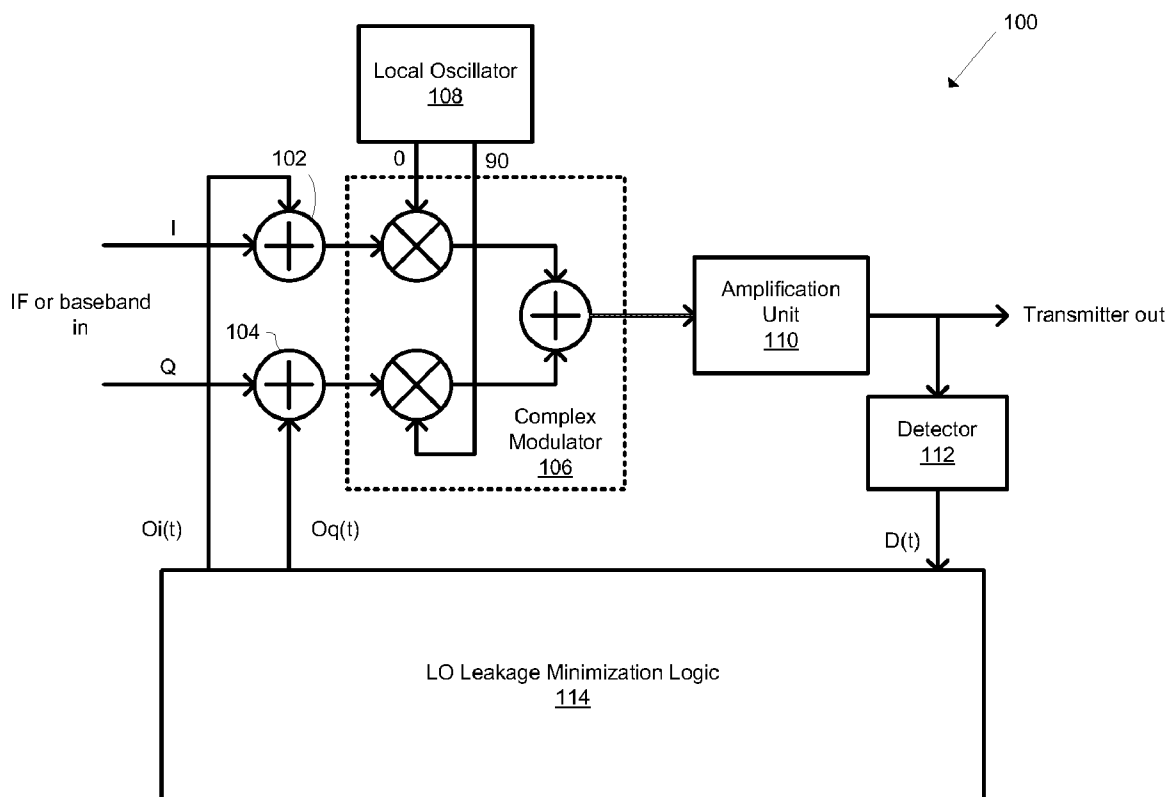 100
Local Oscillator
108
102
0
90
I
IF or baseband
in
104
Q
Amplification
Unit
110
Transmitter out
Complex
Modulator
106
Detector
112
Oi(t)
Oq(t)
D(t)
LO Leakage Minimization Logic
114